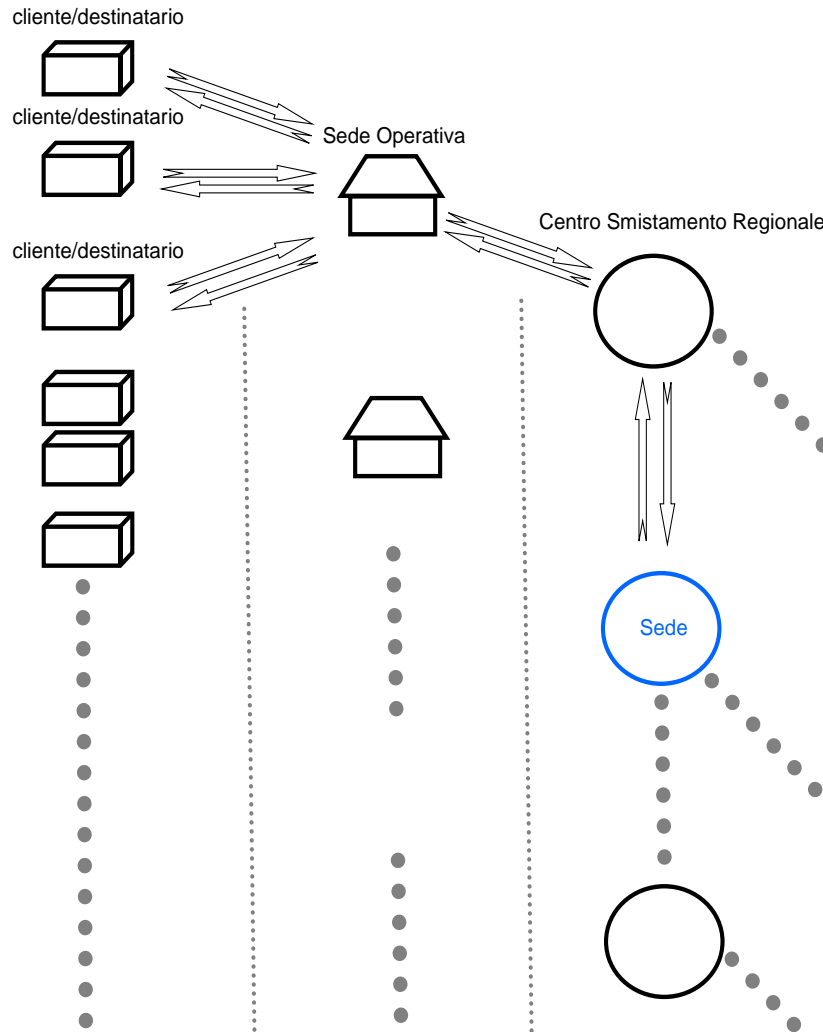 cliente/destinatario
cliente/destinatario
Sede Operativa
Centro Smistamento Regionale
cliente/destinatario
Sede